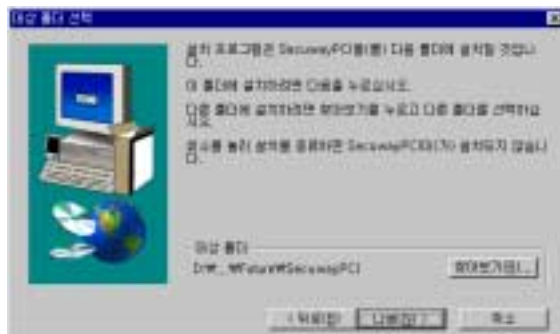 대상 폴더 선택
설치 프로그램은 SecuwayPCI을(를) 다음 폴더에 설치할 것입니
다.
이 폴더에 설치하려면 다음을 누르십시오.
다른 폴더에 설치하려면 찾아보기를 누르고 다른 폴더를 선택하십
시오.
취소를 눌러 설치를 종료하면 SecuwayPCI이(가) 설치되지 않습니
다.
대상 폴더
D:₩...₩Future₩SecuwayPCI
찾아보기(R)...
< 뒤로(B)
다음(N) >
취소